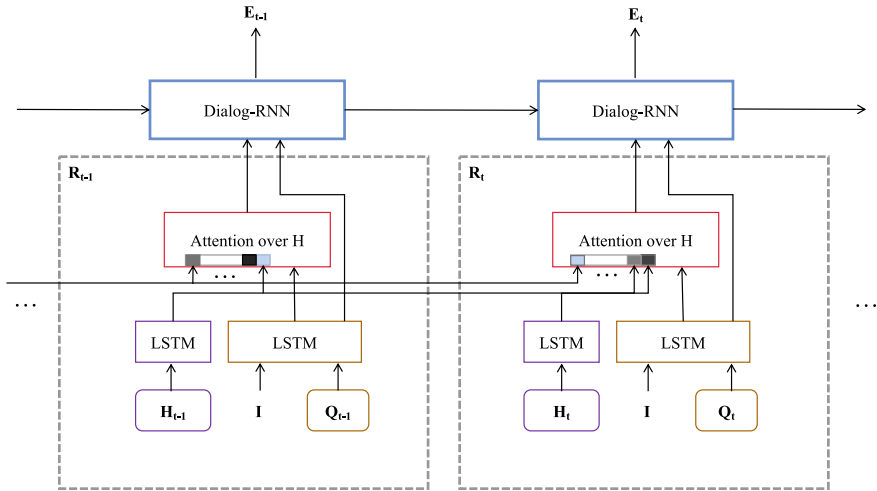 E_{t-1}
E_t
Dialog-RNN
Dialog-RNN
R_{t-1}
R_t
Attention over H
Attention over H
...
...
...
...
LSTM
LSTM
LSTM
LSTM
H_{t-1}
I
Q_{t-1}
H_t
I
Q_t